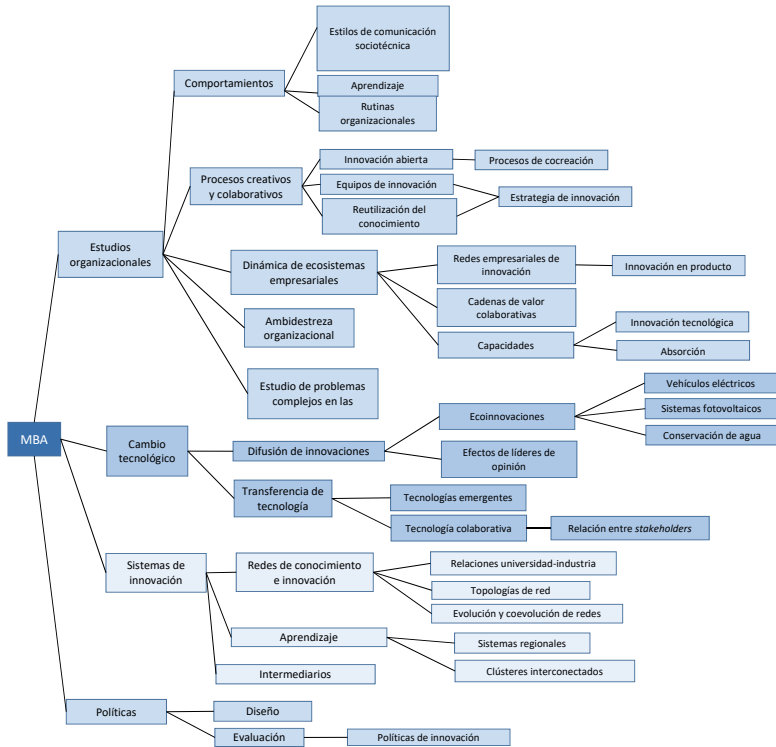 MBA
Estudios
organizacionales
Comportamientos
Estilos de comunicación
sociotécnica
Aprendizaje
Rutinas
organizacionales
Procesos creativos
y colaborativos
Innovación abierta
Procesos de cocreación
Equipos de innovación
Reutilización del
conocimiento
Estrategia de innovación
Dinámica de ecosistemas
empresariales
Redes empresariales de
innovación
Innovación en producto
Cadenas de valor
colaborativas
Capacidades
Innovación tecnológica
Absorción
Ambidestreza
organizacional
Estudio de problemas
complejos en las
Cambio
tecnológico
Difusión de innovaciones
Ecoinnovaciones
Vehículos eléctricos
Sistemas fotovoltaicos
Conservación de agua
Efectos de líderes de
opinión
Transferencia de
tecnología
Tecnologías emergentes
Tecnología colaborativa
Relación entre stakeholders
Sistemas de
innovación
Redes de conocimiento
e innovación
Relaciones universidad-industria
Topologías de red
Evolución y coevolución de redes
Aprendizaje
Sistemas regionales
Clústeres interconectados
Intermediarios
Políticas
Diseño
Evaluación
Políticas de innovación